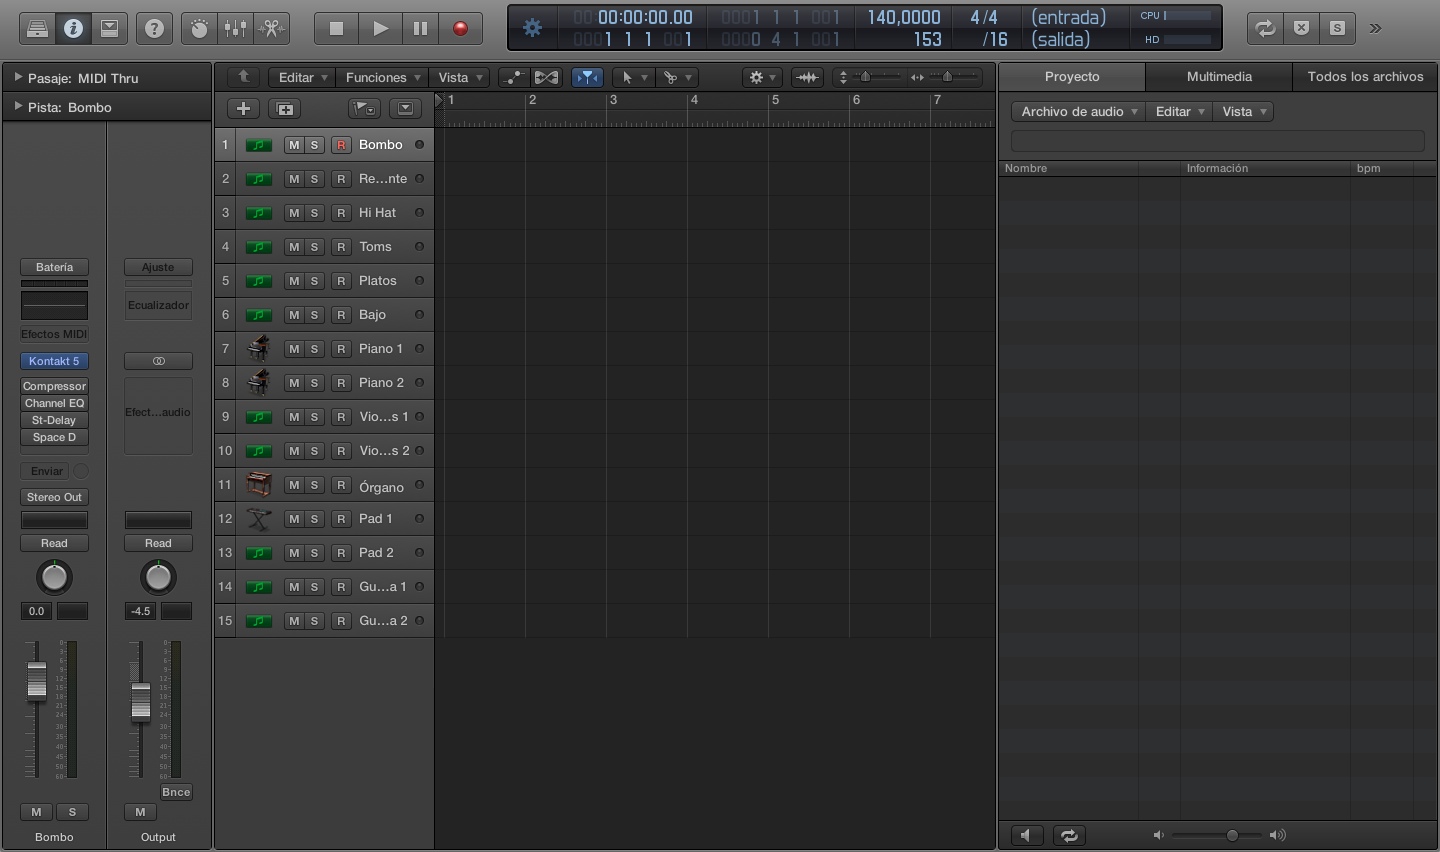 00:00:00.00 0001 1 1 001 140,0000 4/4 (entrada) CPU
0001 1 1 001 0000 4 1 001 153 /16 (salida) HD
Pasaje: MIDI Thru
Pista: Bombo
Batería
Efectos MIDI
Kontakt 5
Compressor
Channel EQ
St-Delay
Space D
Enviar
Stereo Out
Read
0.0
M S
Bombo
Ajuste
Ecualizador
Efect...audio
Read
-4.5
Bnce
M
Output
Editar Funciones Vista
1 2 3 4 5 6 7
1 M S R Bombo
2 M S R Re...nte
3 M S R Hi Hat
4 M S R Toms
5 M S R Platos
6 M S R Bajo
7 M S R Piano 1
8 M S R Piano 2
9 M S R Vio...s 1
10 M S R Vio...s 2
11 M S R Órgano
12 M S R Pad 1
13 M S R Pad 2
14 M S R Gu...a 1
15 M S R Gu...a 2
Proyecto Multimedia Todos los archivos
Archivo de audio Editar Vista
Nombre Información bpm